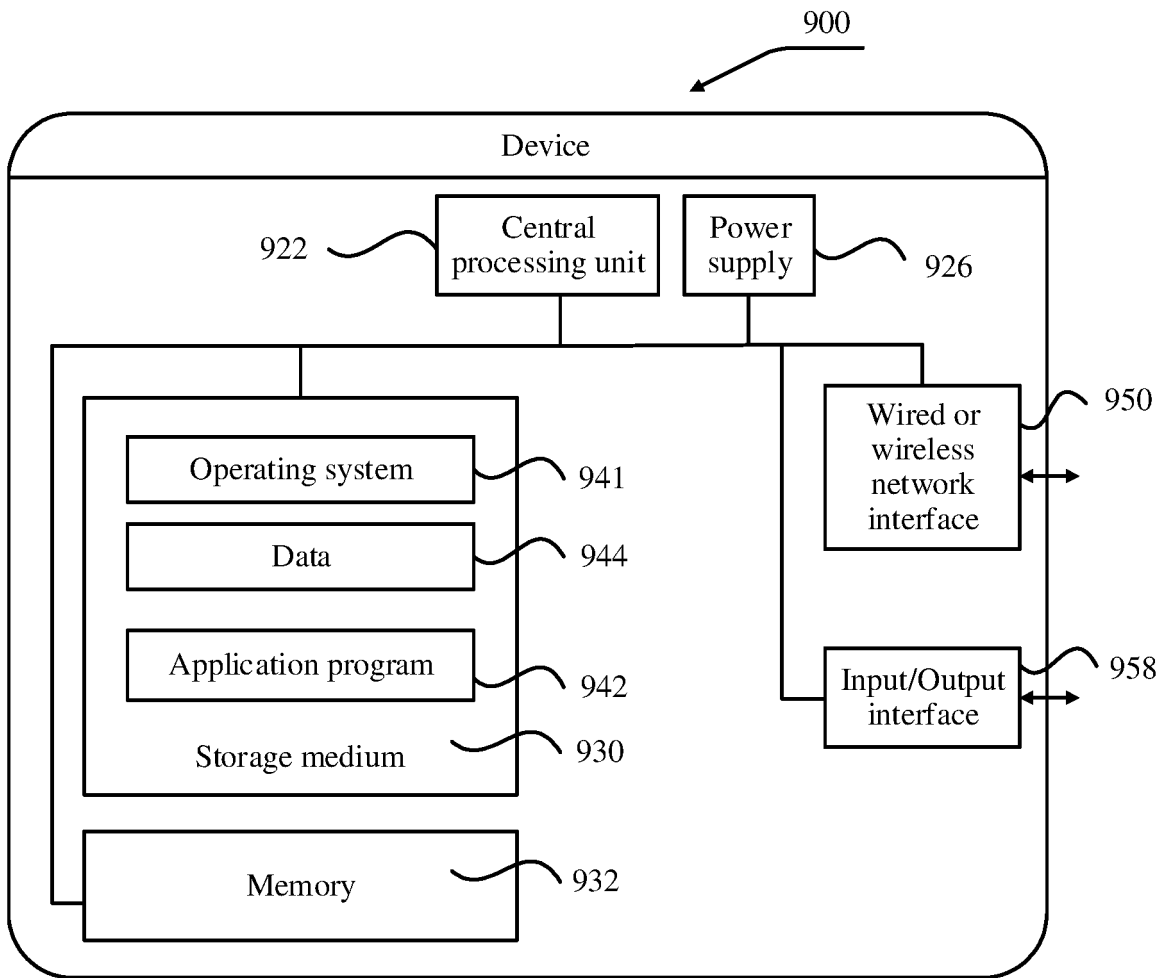 900
Device
922
Central
processing unit
Power
supply
926
Operating system
941
Data
944
Application program
942
Storage medium
930
Memory
932
Wired or
wireless
network
interface
950
Input/Output
interface
958